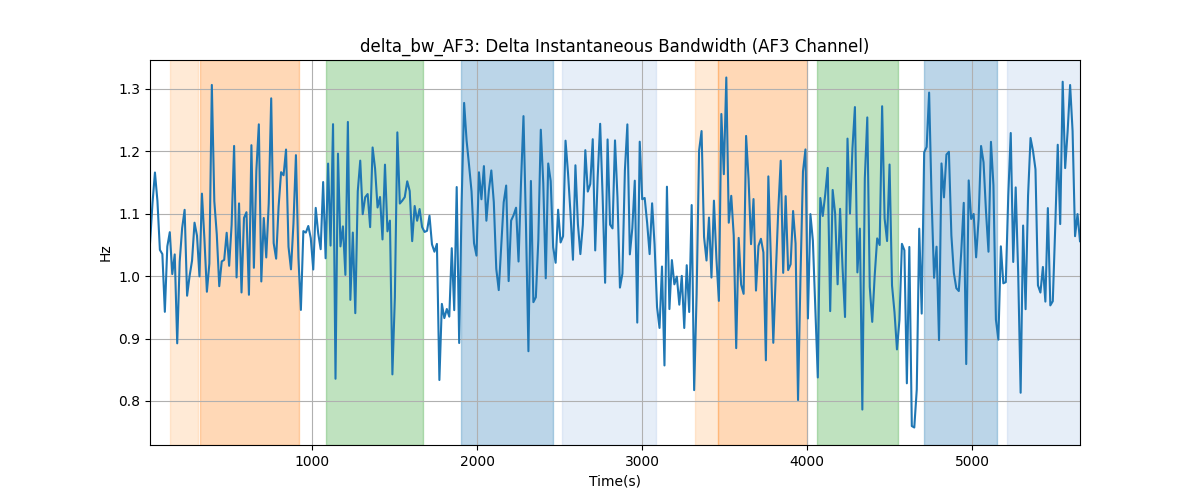 delta_bw_AF3: Delta Instantaneous Bandwidth (AF3 Channel)
Hz
1.3
1.2
1.1
1.0
0.9
0.8
1000 2000 3000 4000 5000
Time(s)